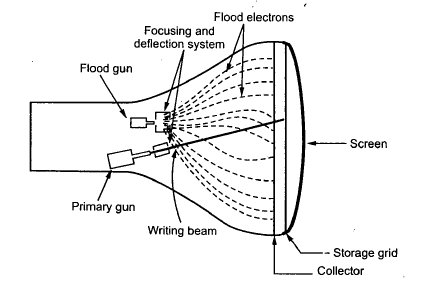 Focusing and
deflection system
Flood electrons
Flood gun
Screen
Primary gun
Writing beam
Storage grid
Collector